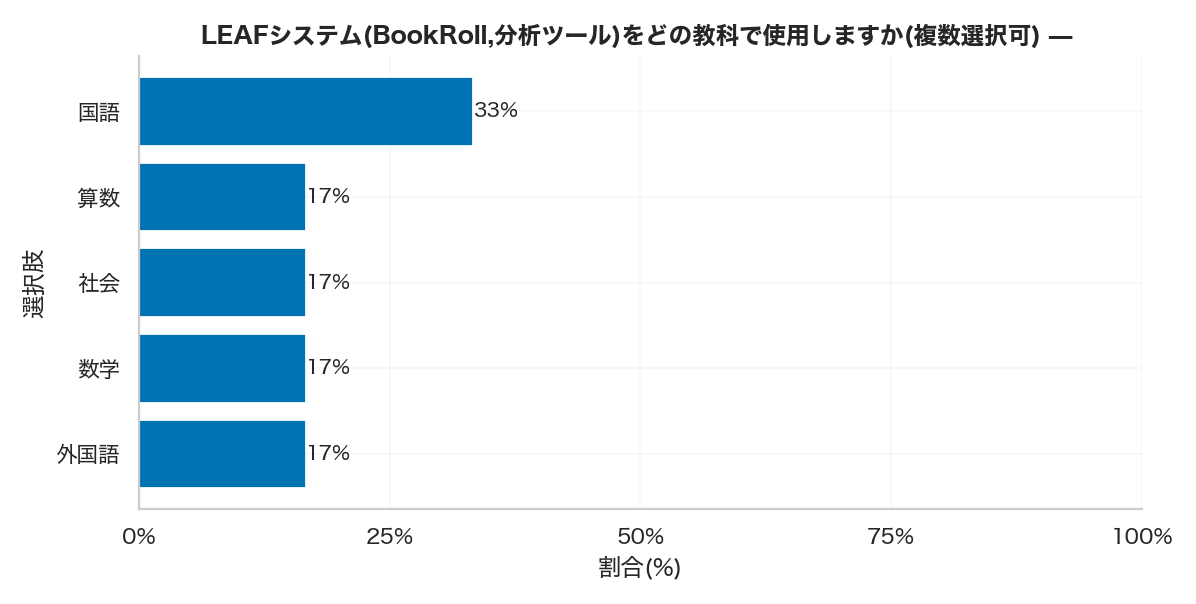 LEAFシステム(BookRoll,分析ツール)をどの教科で使用しますか(複数選択可) —
国語
33%
算数
17%
社会
17%
数学
17%
外国語
17%
選択肢
0%
25%
50%
75%
100%
割合(%)